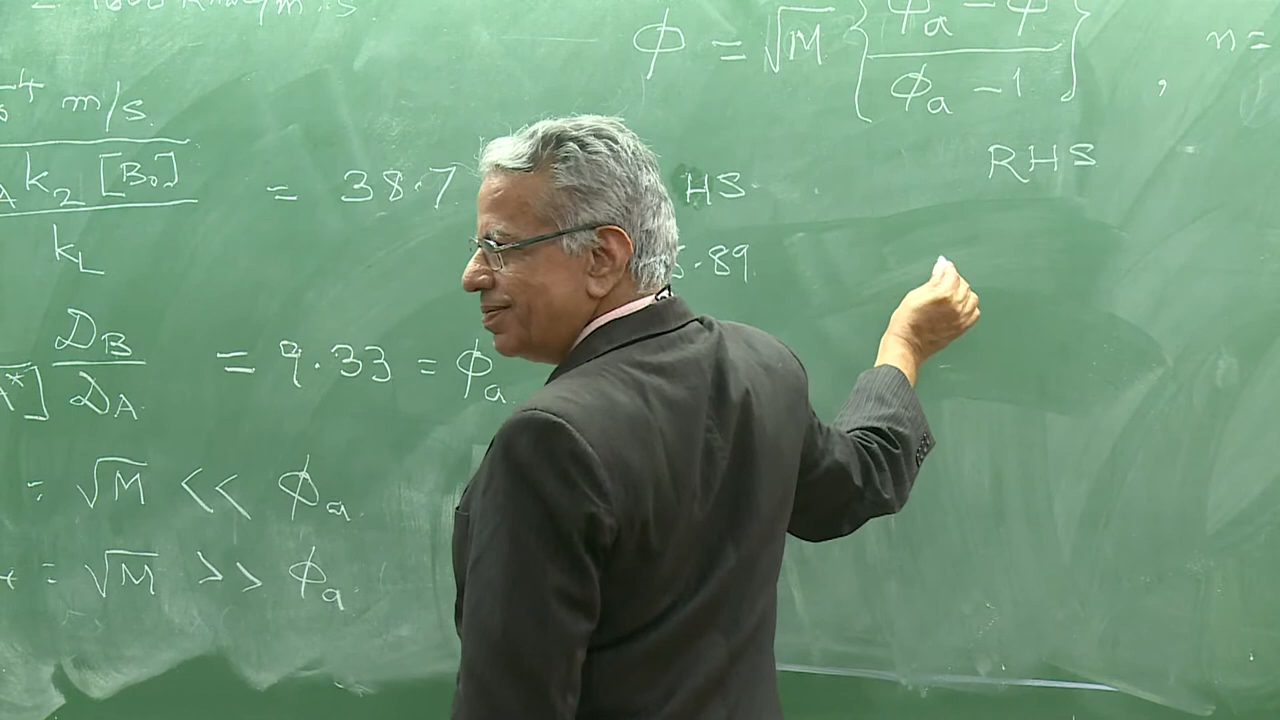 ϕ = √M { ϕa - ϕ / ϕa - 1 } , n =
m/s
k2 [B0] / kL = 38.7
HS RHS
.89
DB / DA = 9.33 = ϕa
: √M << ϕa
: √M >> ϕa